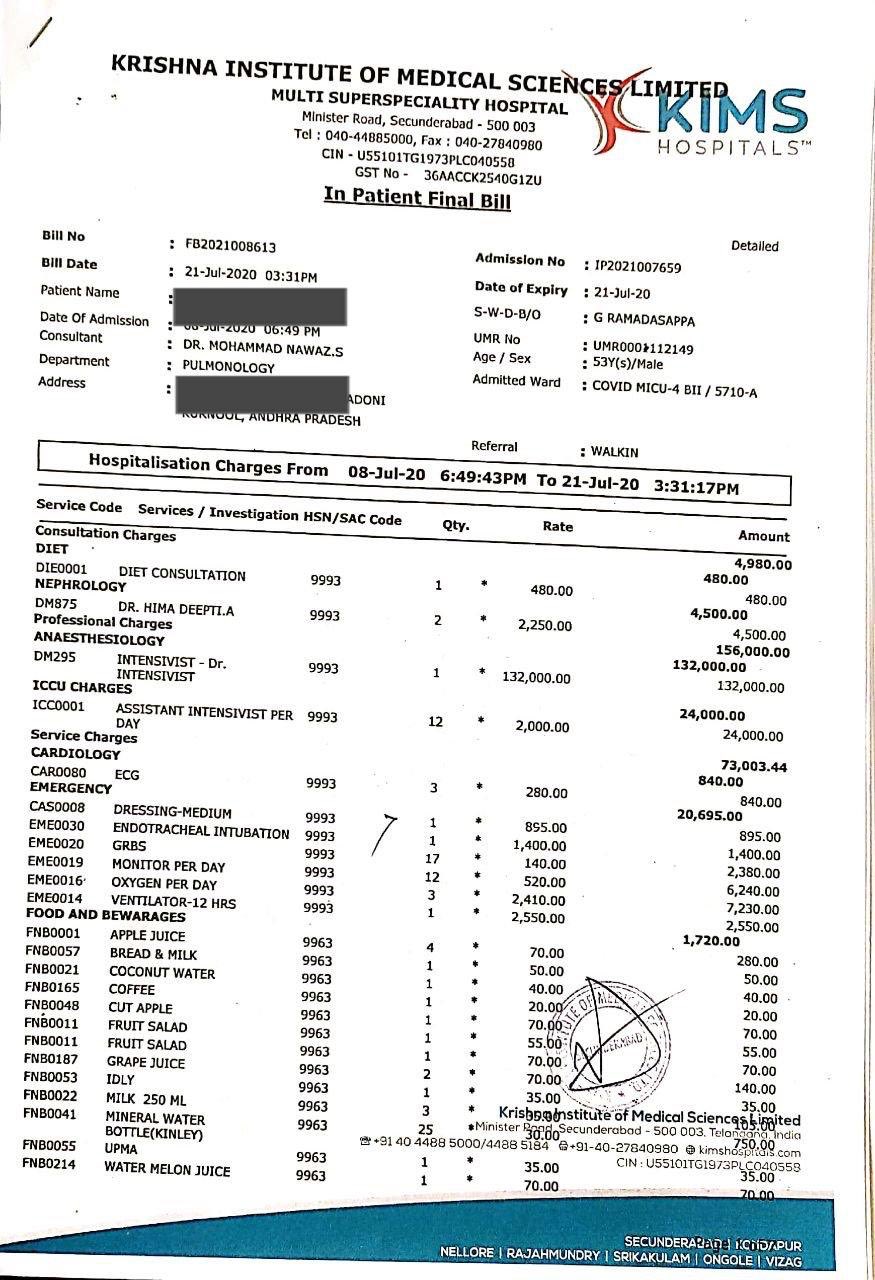 KRISHNA INSTITUTE OF MEDICAL SCIENCES LIMITED
MULTI SUPERSPECIALITY HOSPITAL
KIMS
HOSPITALS™
Minister Road, Secunderabad - 500 003
Tel : 040-44885000, Fax : 040-27840980
CIN - U55101TG1973PLC040558
GST No - 36AACCK2540G1ZU
In Patient Final Bill
Detailed
Bill No : FB2021008613 Admission No : IP2021007659
Bill Date : 21-Jul-2020 03:31PM Date of Expiry : 21-Jul-20
Patient Name : S-W-D-B/O : G RAMADASAPPA
Date Of Admission : 08-Jul-2020 06:49 PM UMR No : UMR000112149
Consultant : DR. MOHAMMAD NAWAZ.S Age / Sex : 53Y(s)/Male
Department : PULMONOLOGY Admitted Ward : COVID MICU-4 BII / 5710-A
Address : ADONI
KURNOOL, ANDHRA PRADESH
Referral : WALKIN
Hospitalisation Charges From 08-Jul-20 6:49:43PM To 21-Jul-20 3:31:17PM
Service Code Services / Investigation HSN/SAC Code Qty. Rate Amount
Consultation Charges 4,980.00
DIET 480.00
DIE0001 DIET CONSULTATION 9993 1 * 480.00 480.00
NEPHROLOGY 4,500.00
DM875 DR. HIMA DEEPTI.A 9993 2 * 2,250.00 4,500.00
Professional Charges 156,000.00
ANAESTHESIOLOGY 132,000.00
DM295 INTENSIVIST - Dr. INTENSIVIST 9993 1 * 132,000.00 132,000.00
ICCU CHARGES 24,000.00
ICC0001 ASSISTANT INTENSIVIST PER DAY 9993 12 * 2,000.00 24,000.00
Service Charges 73,003.44
CARDIOLOGY 840.00
CAR0080 ECG 9993 3 * 280.00 840.00
EMERGENCY 20,695.00
CAS0008 DRESSING-MEDIUM 9993 1 * 895.00 895.00
EME0030 ENDOTRACHEAL INTUBATION 9993 1 * 1,400.00 1,400.00
EME0020 GRBS 9993 17 * 140.00 2,380.00
EME0019 MONITOR PER DAY 9993 12 * 520.00 6,240.00
EME0016 OXYGEN PER DAY 9993 3 * 2,410.00 7,230.00
EME0014 VENTILATOR-12 HRS 9993 1 * 2,550.00 2,550.00
FOOD AND BEWARAGES 1,720.00
FNB0001 APPLE JUICE 9963 4 * 70.00 280.00
FNB0057 BREAD & MILK 9963 1 * 50.00 50.00
FNB0021 COCONUT WATER 9963 1 * 40.00 40.00
FNB0165 COFFEE 9963 1 * 20.00 20.00
FNB0048 CUT APPLE 9963 1 * 70.00 70.00
FNB0011 FRUIT SALAD 9963 1 * 55.00 55.00
FNB0011 FRUIT SALAD 9963 1 * 70.00 70.00
FNB0187 GRAPE JUICE 9963 2 * 70.00 140.00
FNB0053 IDLY 9963 1 * 35.00 35.00
FNB0022 MILK 250 ML 9963 3 * 35.00 105.00
FNB0041 MINERAL WATER BOTTLE(KINLEY) 9963 25 * 30.00 750.00
FNB0055 UPMA 9963 1 * 35.00 35.00
FNB0214 WATER MELON JUICE 9963 1 * 70.00 70.00
Krishna Institute of Medical Sciences Limited
Minister Road, Secunderabad - 500 003, Telangana, India
+91 40 4488 5000/4488 5184 +91-40-27840980 kimshospitals.com
CIN : U55101TG1973PLC040558
SECUNDERABAD | KONDAPUR
NELLORE | RAJAHMUNDRY | SRIKAKULAM | ONGOLE | VIZAG